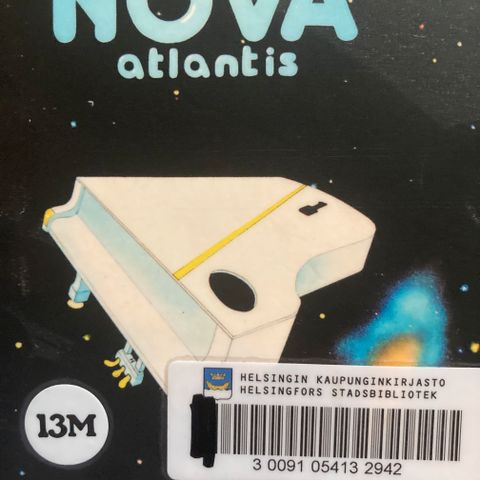 NOVA
atlantis
HELSINGIN KAUPUNGINKIRJASTO
HELSINGFORS STADSBIBLIOTEK
13M
3 0091 05413 2942